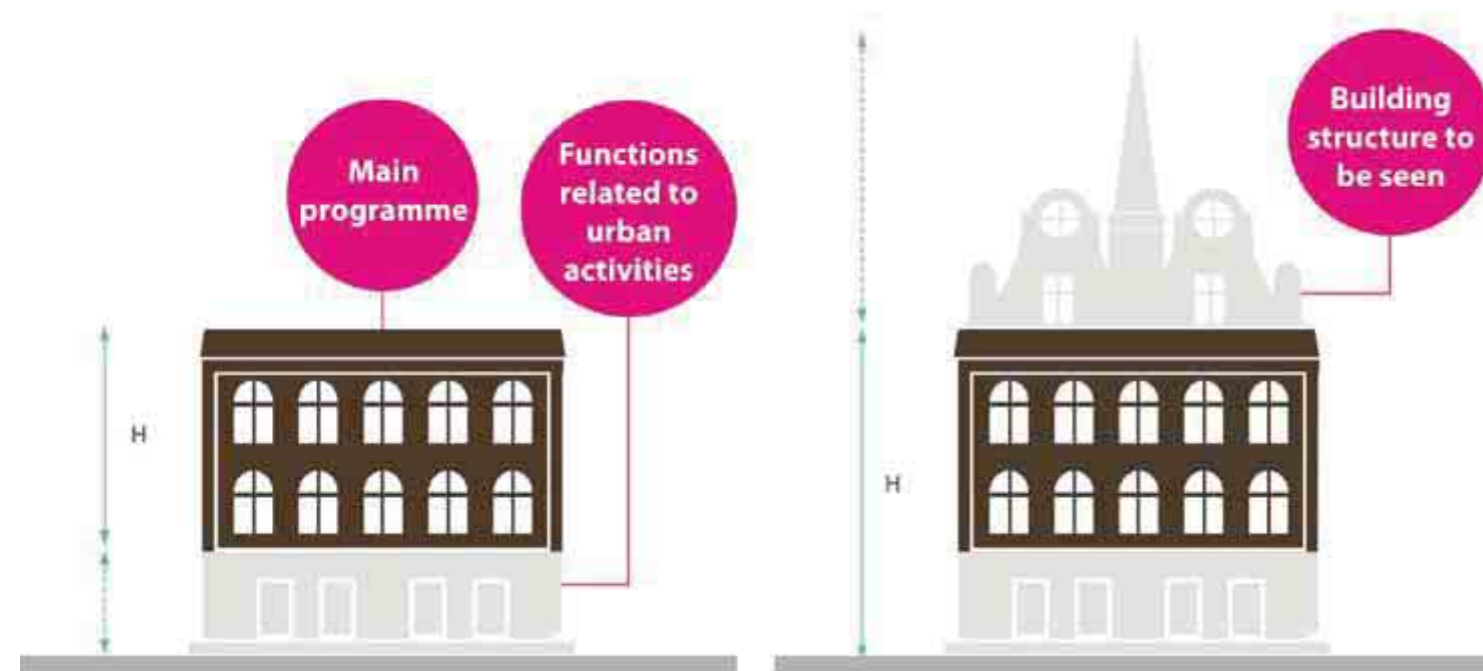 Main
programme
Functions
related to
urban
activities
Building
structure to
be seen
H
H